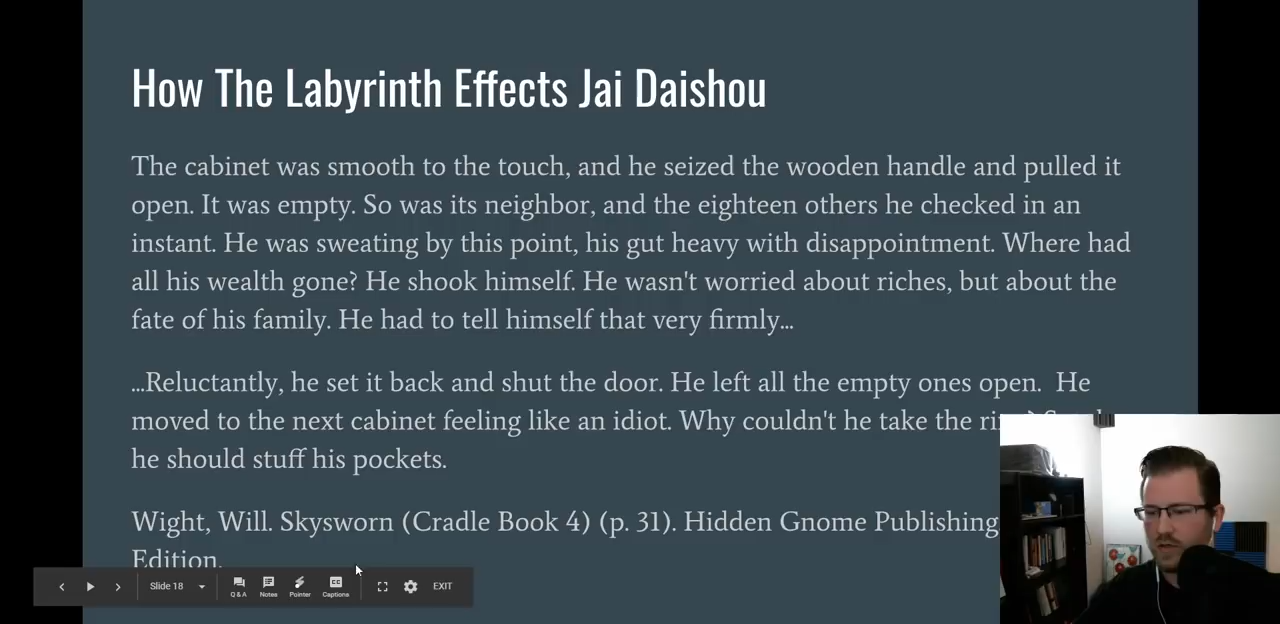 How The Labyrinth Effects Jai Daishou
The cabinet was smooth to the touch, and he seized the wooden handle and pulled it
open. It was empty. So was its neighbor, and the eighteen others he checked in an
instant. He was sweating by this point, his gut heavy with disappointment. Where had
all his wealth gone? He shook himself. He wasn't worried about riches, but about the
fate of his family. He had to tell himself that very firmly...
...Reluctantly, he set it back and shut the door. He left all the empty ones open.  He
moved to the next cabinet feeling like an idiot. Why couldn't he take the
he should stuff his pockets.
Wight, Will. Skysworn (Cradle Book 4) (p. 31). Hidden Gnome Publishing
Edition.
Slide 18
Q & A
Notes
Pointer
CC
Captions
EXIT